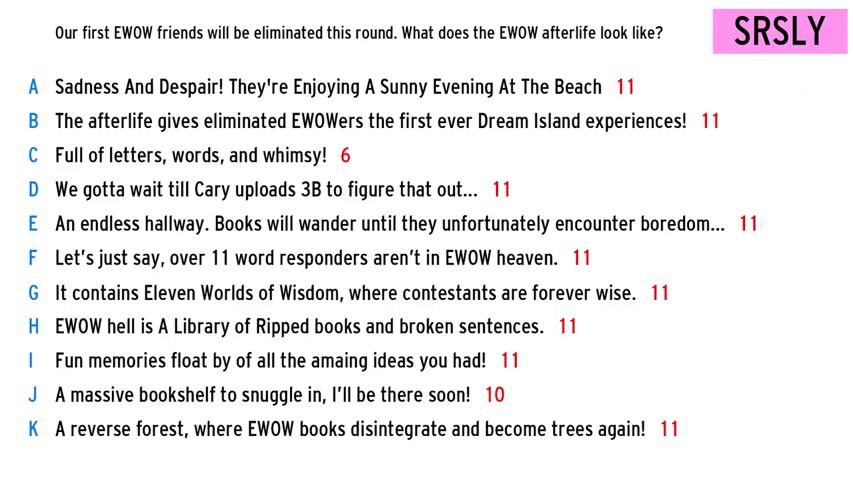 Our first EWOW friends will be eliminated this round. What does the EWOW afterlife look like?
SRSLY
A Sadness And Despair! They're Enjoying A Sunny Evening At The Beach 11
B The afterlife gives eliminated EWOWers the first ever Dream Island experiences! 11
C Full of letters, words, and whimsy! 6
D We gotta wait till Cary uploads 3B to figure that out... 11
E An endless hallway. Books will wander until they unfortunately encounter boredom... 11
F Let's just say, over 11 word responders aren't in EWOW heaven. 11
G It contains Eleven Worlds of Wisdom, where contestants are forever wise. 11
H EWOW hell is A Library of Ripped books and broken sentences. 11
I Fun memories float by of all the amaing ideas you had! 11
J A massive bookshelf to snuggle in, I'll be there soon! 10
K A reverse forest, where EWOW books disintegrate and become trees again! 11